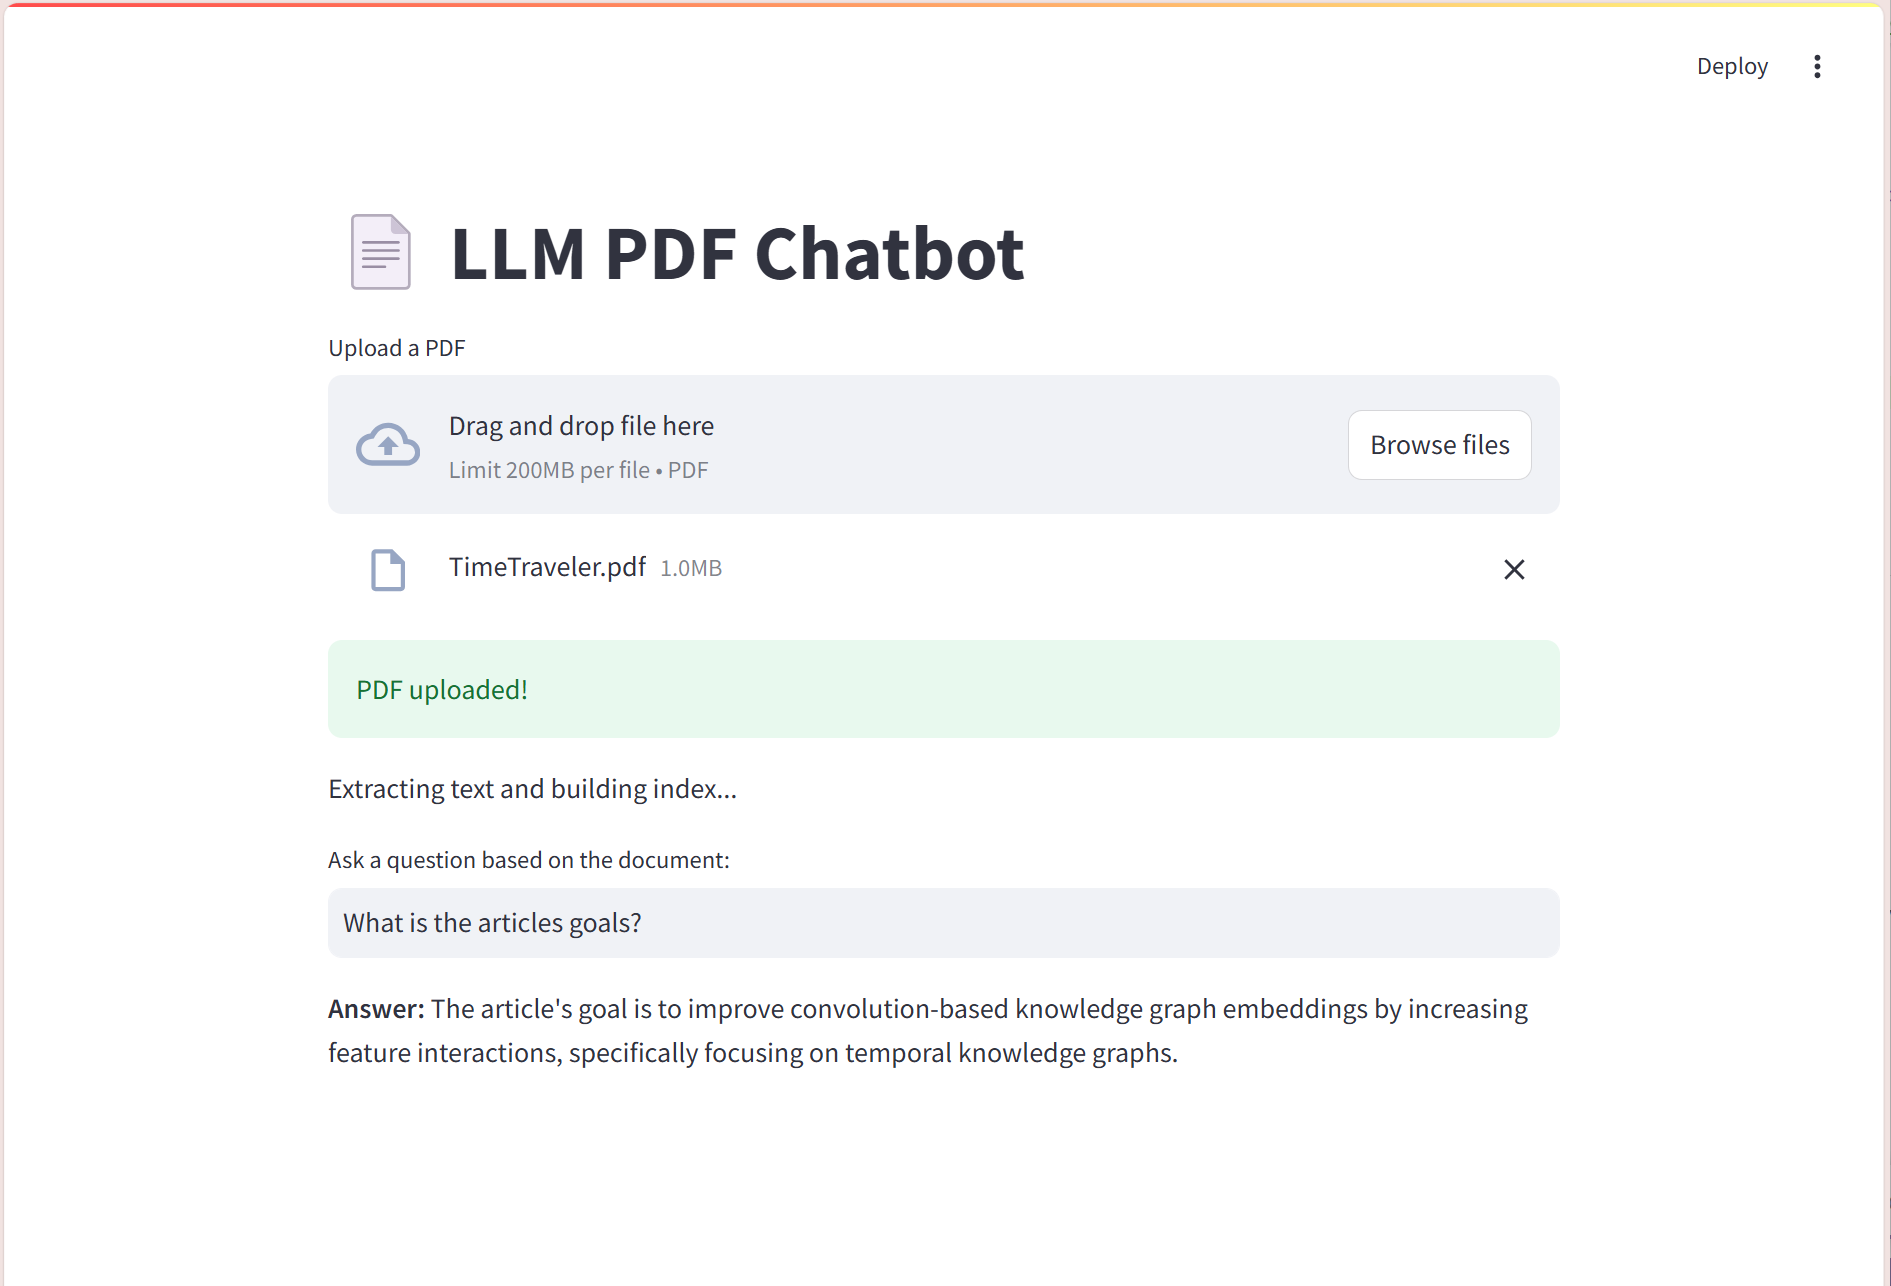 Deploy
LLM PDF Chatbot
Upload a PDF
Drag and drop file here
Limit 200MB per file • PDF
Browse files
TimeTraveler.pdf 1.0MB
PDF uploaded!
Extracting text and building index...
Ask a question based on the document:
What is the articles goals?
Answer: The article's goal is to improve convolution-based knowledge graph embeddings by increasing
feature interactions, specifically focusing on temporal knowledge graphs.